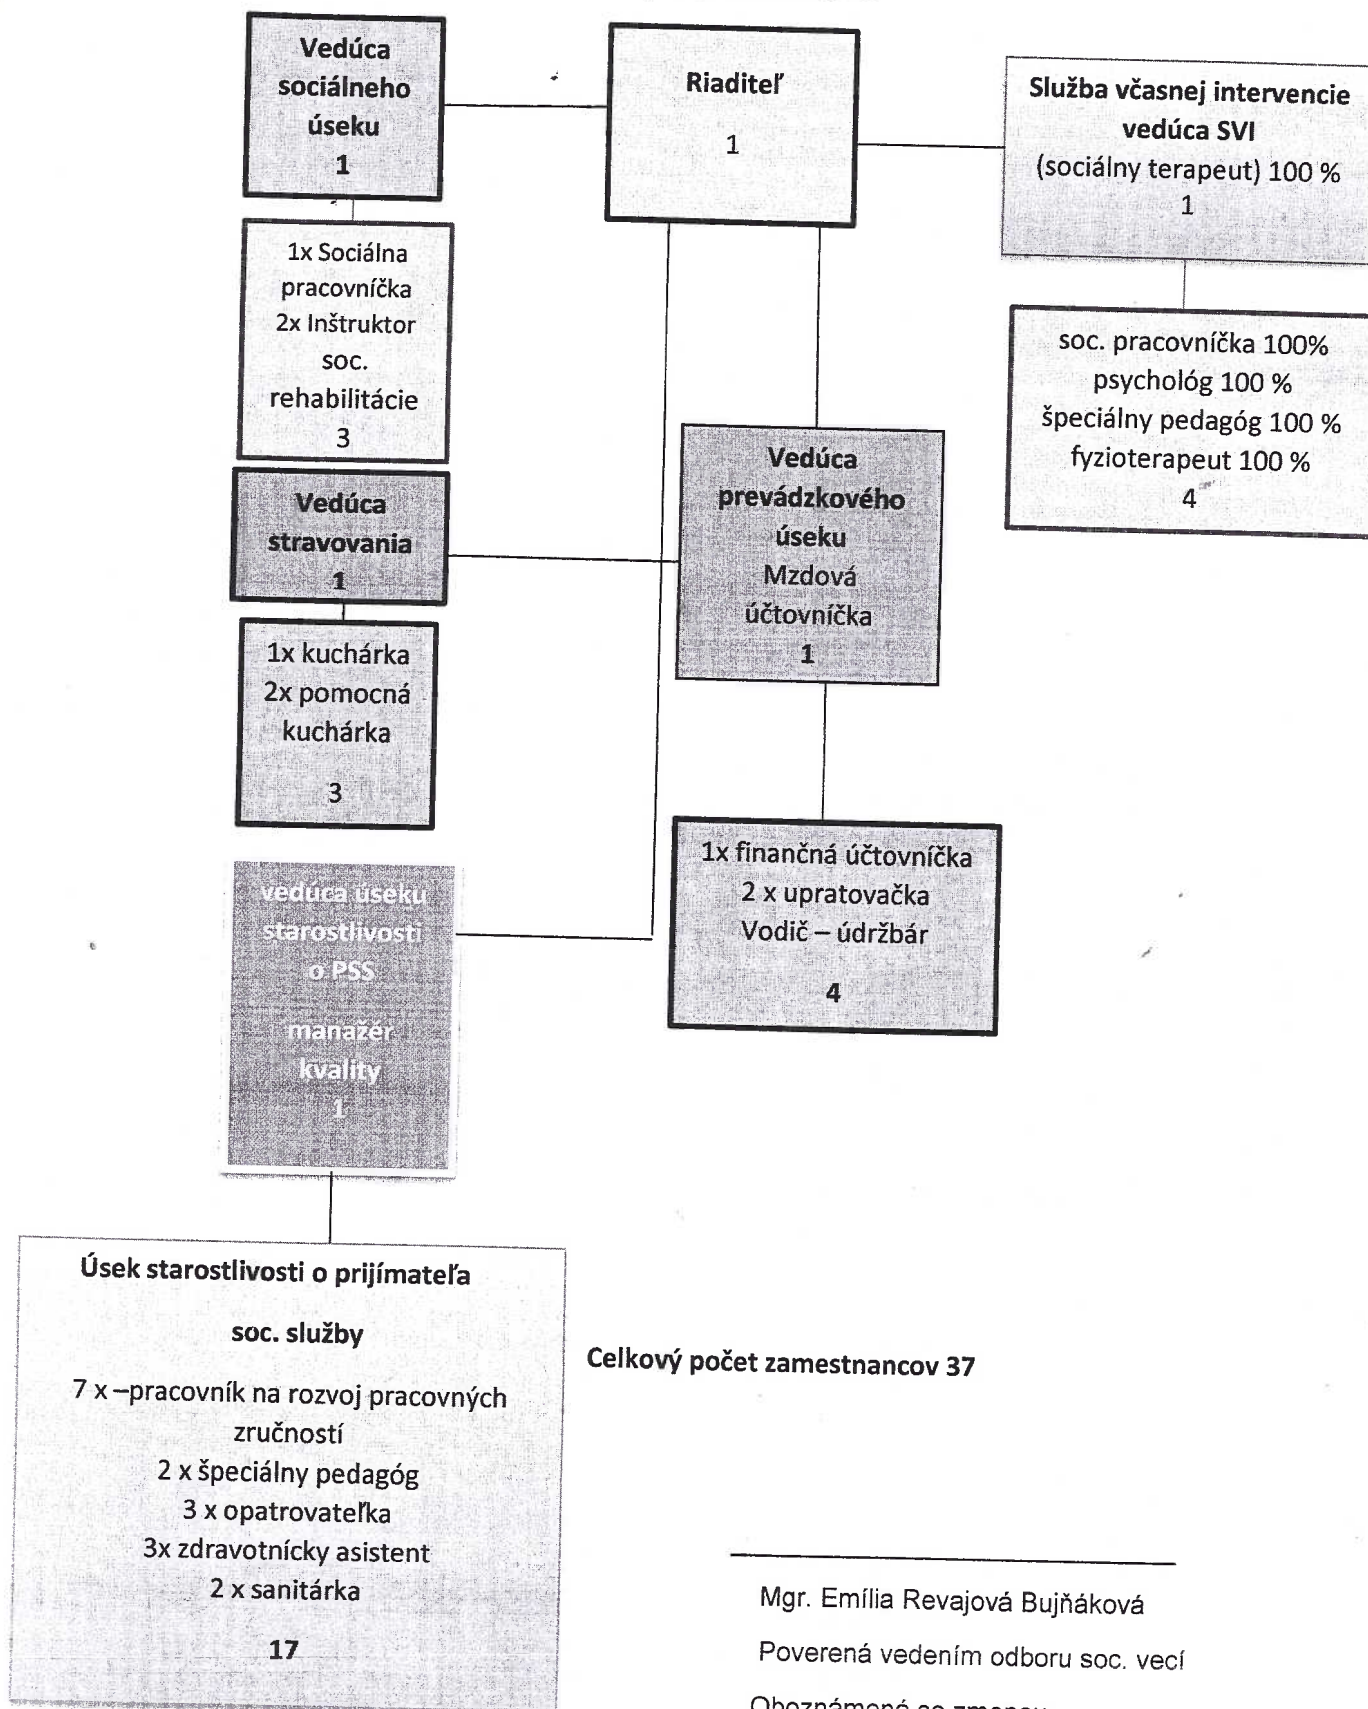 Vedúca
sociálneho
úseku
1
Riaditeľ
1
Služba včasnej intervencie
vedúca SVI
(sociálny terapeut) 100 %
1
1x Sociálna
pracovníčka
2x Inštruktor
soc.
rehabilitácie
3
soc. pracovníčka 100%
psychológ 100 %
špeciálny pedagóg 100 %
fyzioterapeut 100 %
4
Vedúca
stravovania
1
Vedúca
prevádzkového
úseku
Mzdová
účtovníčka
1
1x kuchárka
2x pomocná
kuchárka
3
1x finančná účtovníčka
2 x upratovačka
Vodič – údržbár
4
vedúca úseku
starostlivosti
o PSS
manažér
kvality
1
Úsek starostlivosti o prijímateľa
soc. služby
7 x –pracovník na rozvoj pracovných
zručností
2 x špeciálny pedagóg
3 x opatrovateľka
3x zdravotnícky asistent
2 x sanitárka
17
Celkový počet zamestnancov 37
Mgr. Emília Revajová Bujňáková
Poverená vedením odboru soc. vecí